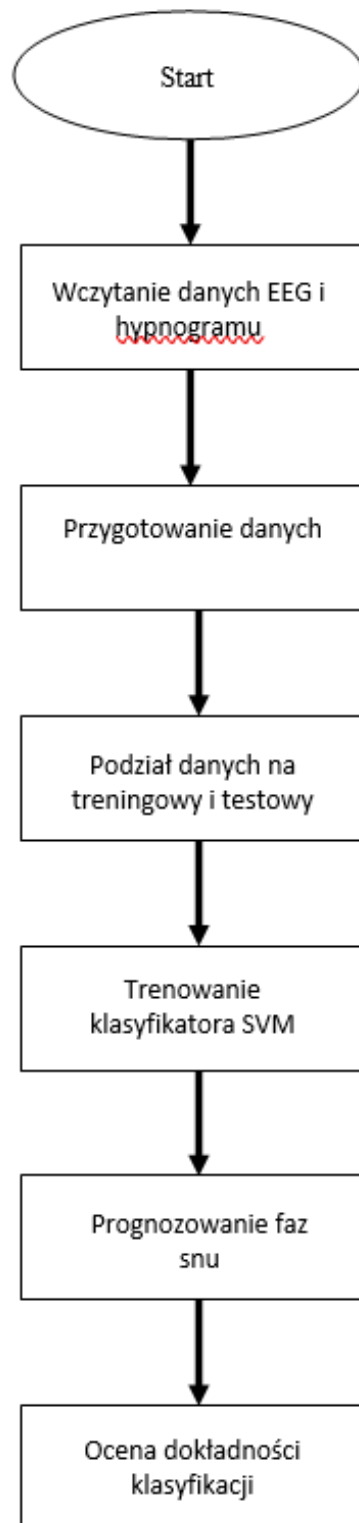 Start
Wczytanie danych EEG i
hypnogramu
Przygotowanie danych
Podział danych na
treningowy i testowy
Trenowanie
klasyfikatora SVM
Prognozowanie faz
snu
Ocena dokładności
klasyfikacji